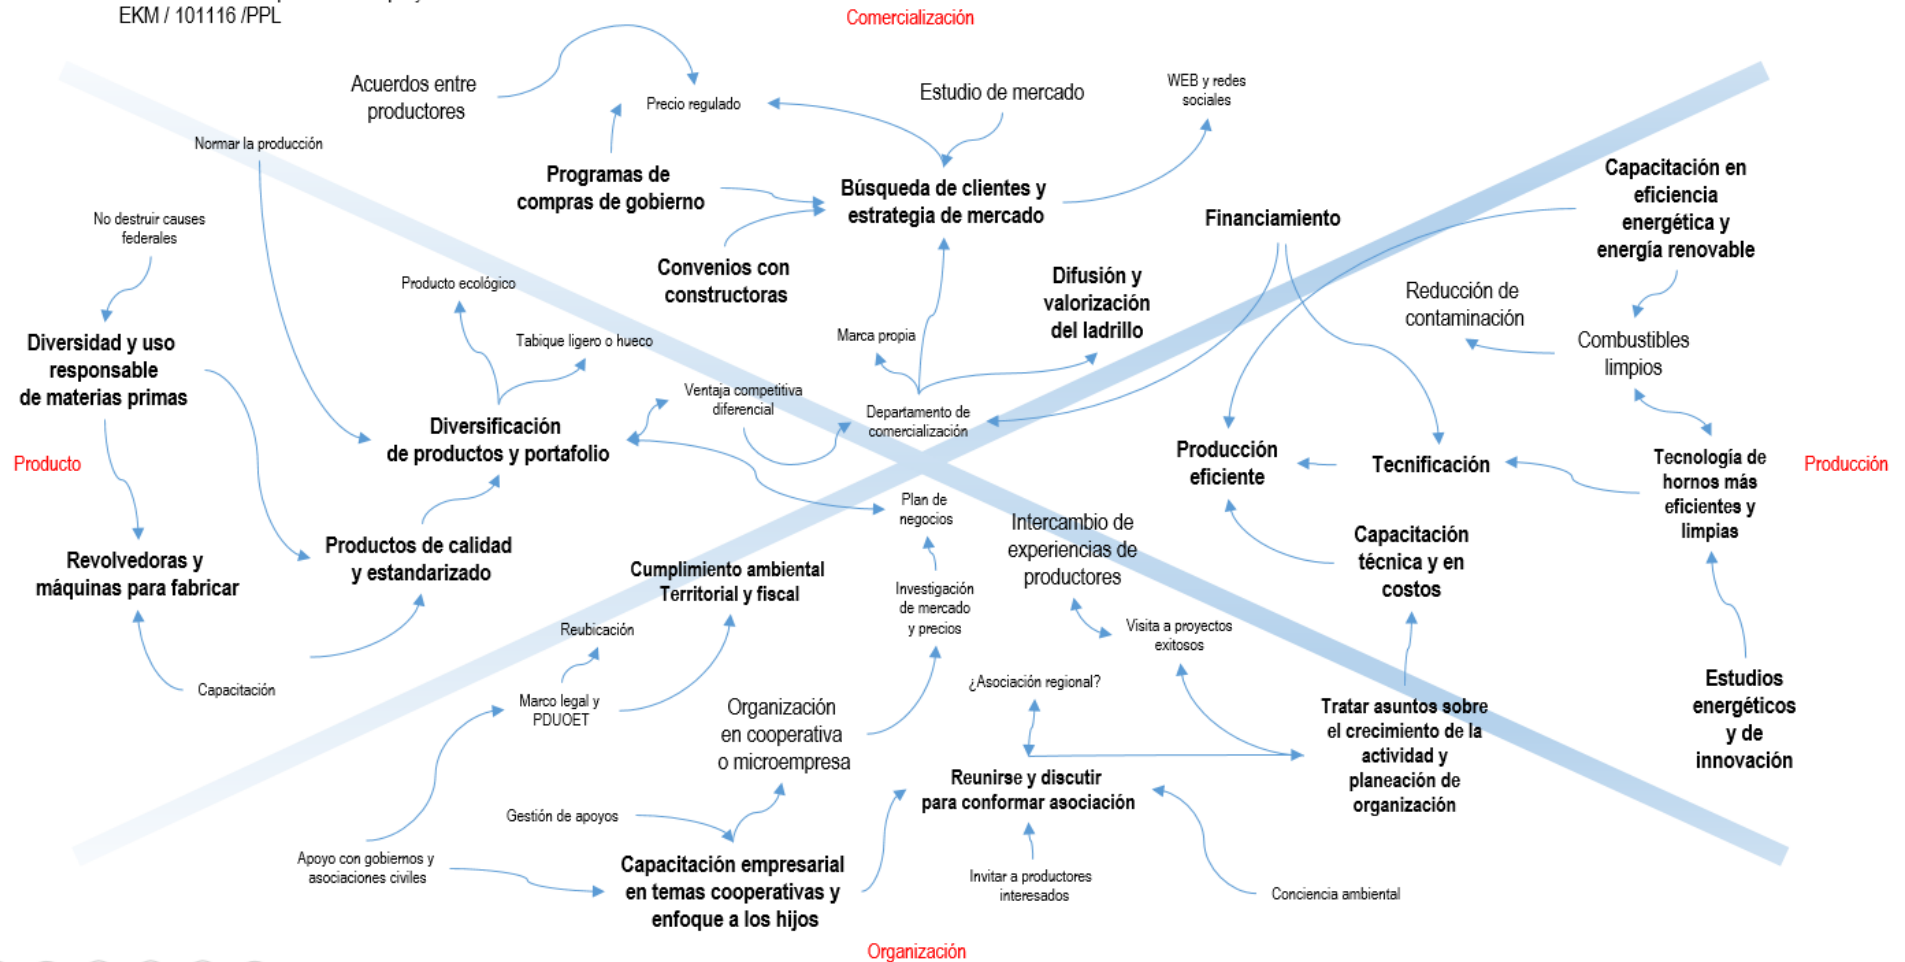 EKM / 101116 /PPL
Comercialización
Acuerdos entre
productores
Precio regulado
Estudio de mercado
WEB y redes
sociales
Normar la producción
Programas de
compras de gobierno
Búsqueda de clientes y
estrategia de mercado
Capacitación en
eficiencia
energética y
energía renovable
No destruir causes
federales
Financiamiento
Convenios con
constructoras
Difusión y
valorización
del ladrillo
Producto ecológico
Reducción de
contaminación
Diversidad y uso
responsable
de materias primas
Tabique ligero o hueco
Marca propia
Combustibles
limpios
Ventaja competitiva
diferencial
Departamento de
comercialización
Diversificación
de productos y portafolio
Producto
Producción
eficiente
Tecnificación
Tecnología de
hornos más
eficientes y
limpias
Producción
Plan de
negocios
Intercambio de
experiencias de
productores
Revolvedoras y
máquinas para fabricar
Productos de calidad
y estandarizado
Cumplimiento ambiental
Territorial y fiscal
Capacitación
técnica y en
costos
Investigación
de mercado
y precios
Reubicación
Visita a proyectos
exitosos
Capacitación
Marco legal y
PDUOET
¿Asociación regional?
Organización
en cooperativa
o microempresa
Tratar asuntos sobre
el crecimiento de la
actividad y
planeación de
organización
Estudios
energéticos
y de
innovación
Reunirse y discutir
para conformar asociación
Gestión de apoyos
Apoyo con gobiernos y
asociaciones civiles
Capacitación empresarial
en temas cooperativas y
enfoque a los hijos
Invitar a productores
interesados
Conciencia ambiental
Organización